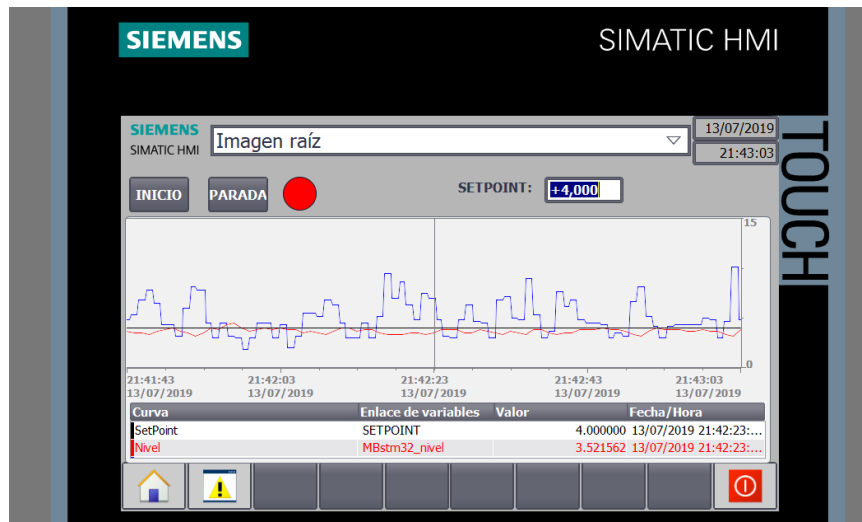 SIEMENS SIMATIC HMI
SIEMENS
SIMATIC HMI
Imagen raíz
13/07/2019
21:43:03
TOUCH
INICIO PARADA SETPOINT: +4,000
15
0
21:41:43 21:42:03 21:42:23 21:42:43 21:43:03
13/07/2019 13/07/2019 13/07/2019 13/07/2019 13/07/2019
Curva Enlace de variables Valor Fecha/Hora
SetPoint SETPOINT 4.000000 13/07/2019 21:42:23:...
Nivel MBstm32_nivel 3.521562 13/07/2019 21:42:23:...